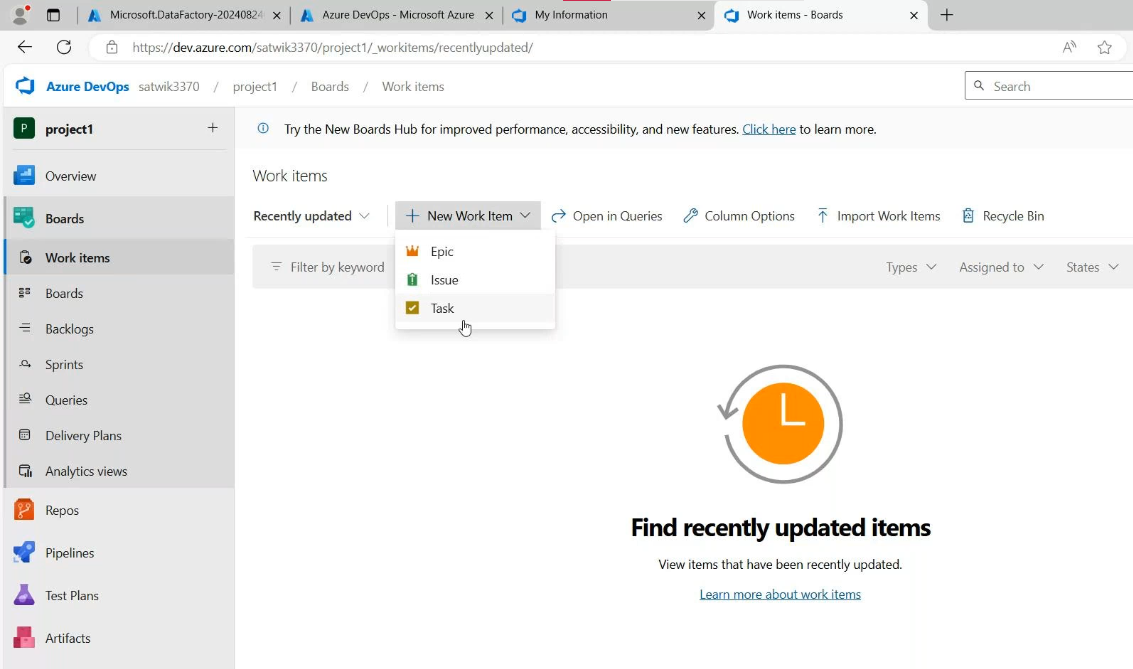 Microsoft.DataFactory-20240824
Azure DevOps - Microsoft Azure
My Information
Work items - Boards
https://dev.azure.com/satwik3370/project1/_workitems/recentlyupdated/
Azure DevOps satwik3370 / project1 / Boards / Work items
Search
P project1
Try the New Boards Hub for improved performance, accessibility, and new features. Click here to learn more.
Overview
Boards
Work items
Boards
Backlogs
Sprints
Queries
Delivery Plans
Analytics views
Repos
Pipelines
Test Plans
Artifacts
Work items
Recently updated
New Work Item
Open in Queries
Column Options
Import Work Items
Recycle Bin
Filter by keyword
Types
Assigned to
States
Epic
Issue
Task
Find recently updated items
View items that have been recently updated.
Learn more about work items